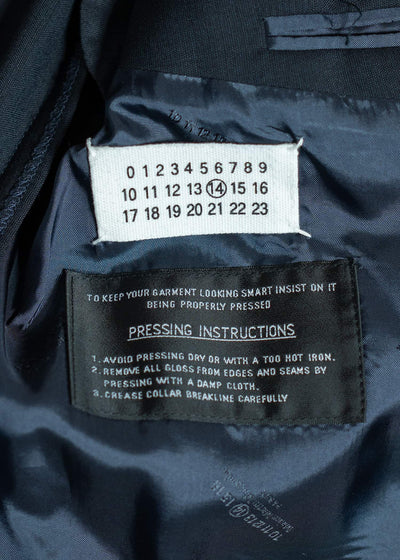 0 1 2 3 4 5 6 7 8 9
10 11 12 13 14 15 16
17 18 19 20 21 22 23
TO KEEP YOUR GARMENT LOOKING SMART INSIST ON IT
BEING PROPERLY PRESSED
PRESSING INSTRUCTIONS
1. AVOID PRESSING DRY OR WITH A TOO HOT IRON.
2. REMOVE ALL GLOSS FROM EDGES AND SEAMS BY
PRESSING WITH A DAMP CLOTH.
3. CREASE COLLAR BREAKLINE CAREFULLY